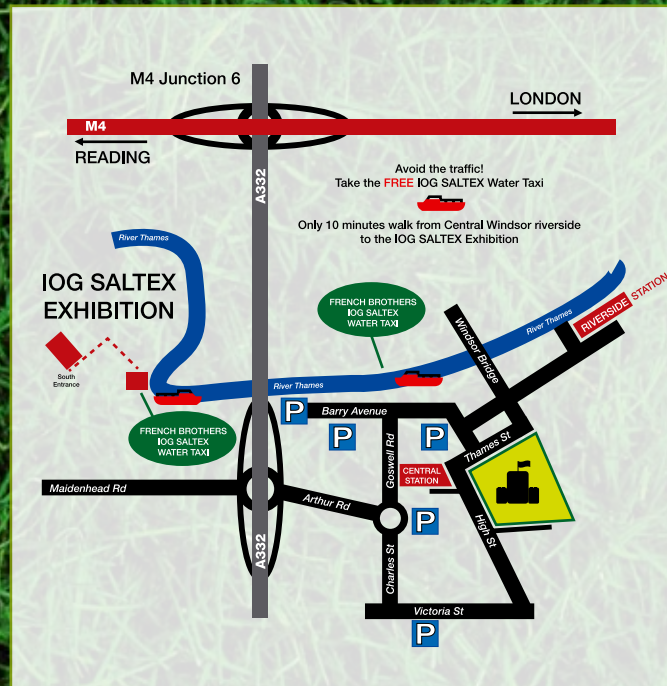 M4 Junction 6
LONDON
M4
READING
A332
Avoid the traffic!
Take the FREE IOG SALTEX Water Taxi
Only 10 minutes walk from Central Windsor riverside
to the IOG SALTEX Exhibition
River Thames
IOG SALTEX
EXHIBITION
South
Entrance
FRENCH BROTHERS
IOG SALTEX
WATER TAXI
River Thames
River Thames
Windsor Bridge
RIVERSIDE STATION
FRENCH BROTHERS
IOG SALTEX
WATER TAXI
P
Barry Avenue
P
P
Goswell Rd
Thames St
CENTRAL
STATION
Maidenhead Rd
Arthur Rd
P
High St
A332
Charles St
Victoria St
P